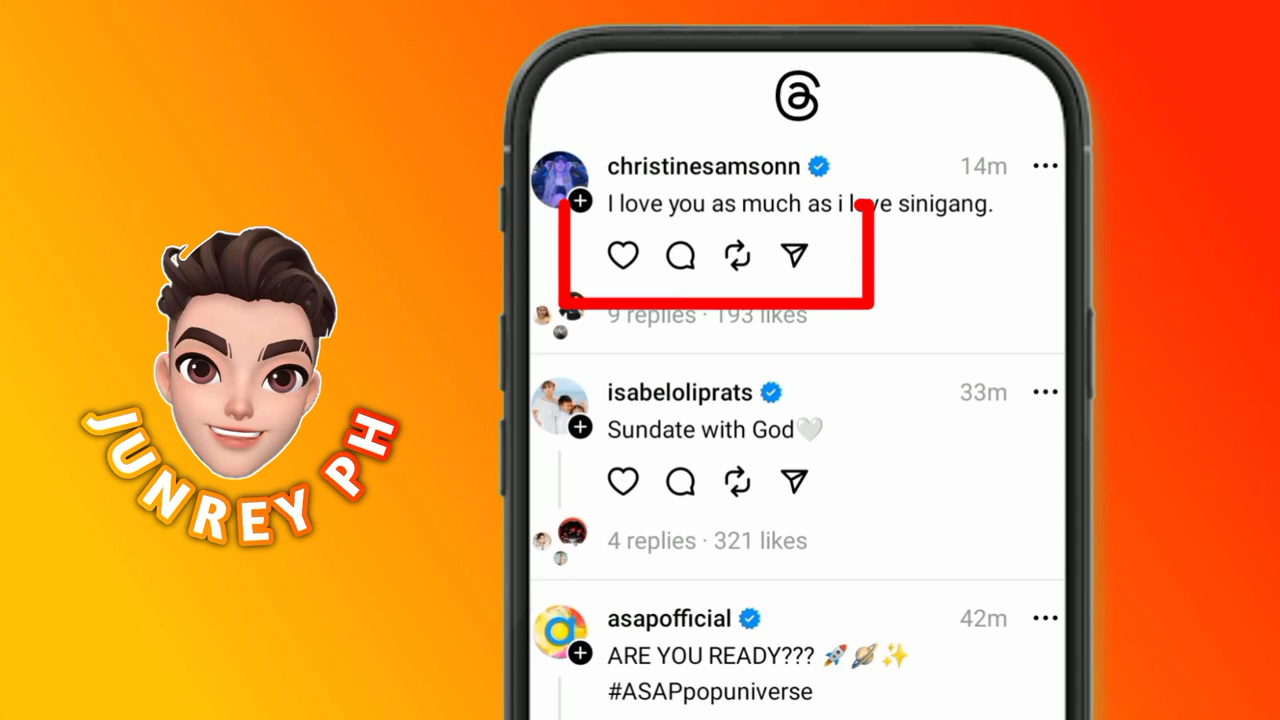 JUNREY PH
christinesamsonn 14m
I love you as much as i love sinigang.
9 replies · 193 likes
isabeloliprats 33m
Sundate with God🤍
4 replies · 321 likes
asapofficial 42m
ARE YOU READY??? 🚀🪐✨
#ASAPpopuniverse